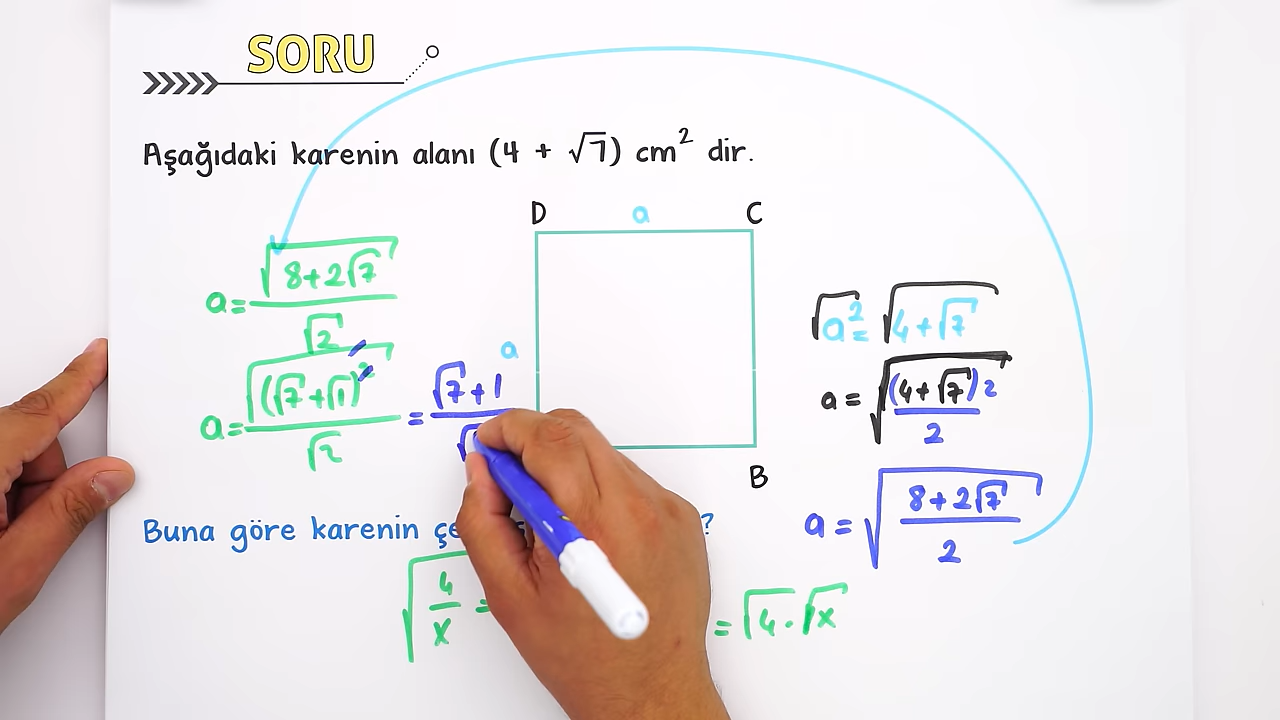 SORU
Aşağıdaki karenin alanı (4 + √7) cm² dir.
D a C
a = √(8+2√7) / √2
a
√a² = √(4+√7)
a = √((4+√7)2 / 2)
a = √(√7+√1)² / √2 = √7+1 / √
B
a = √(8+2√7 / 2)
Buna göre karenin ?
√(4/x) = = √4 . √x